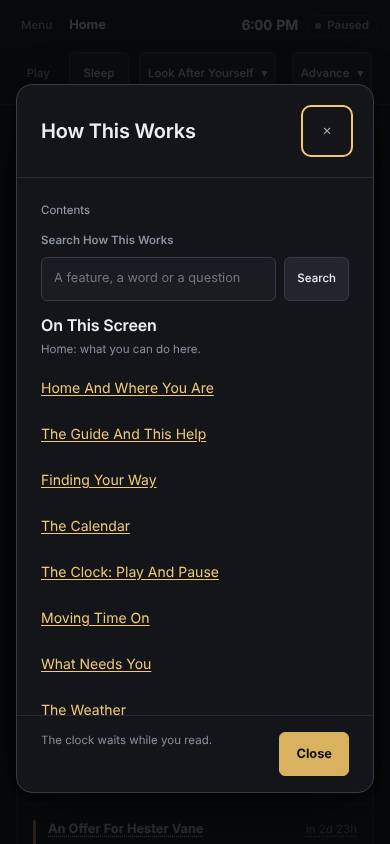 Menu Home 6:00 PM Paused
Play Sleep Look After Yourself ▾ Advance ▾
How This Works ×
Contents
Search How This Works
A feature, a word or a question Search
On This Screen
Home: what you can do here.
Home And Where You Are
The Guide And This Help
Finding Your Way
The Calendar
The Clock: Play And Pause
Moving Time On
What Needs You
The Weather
The clock waits while you read. Close
An Offer For Hester Vane in 2d 23h